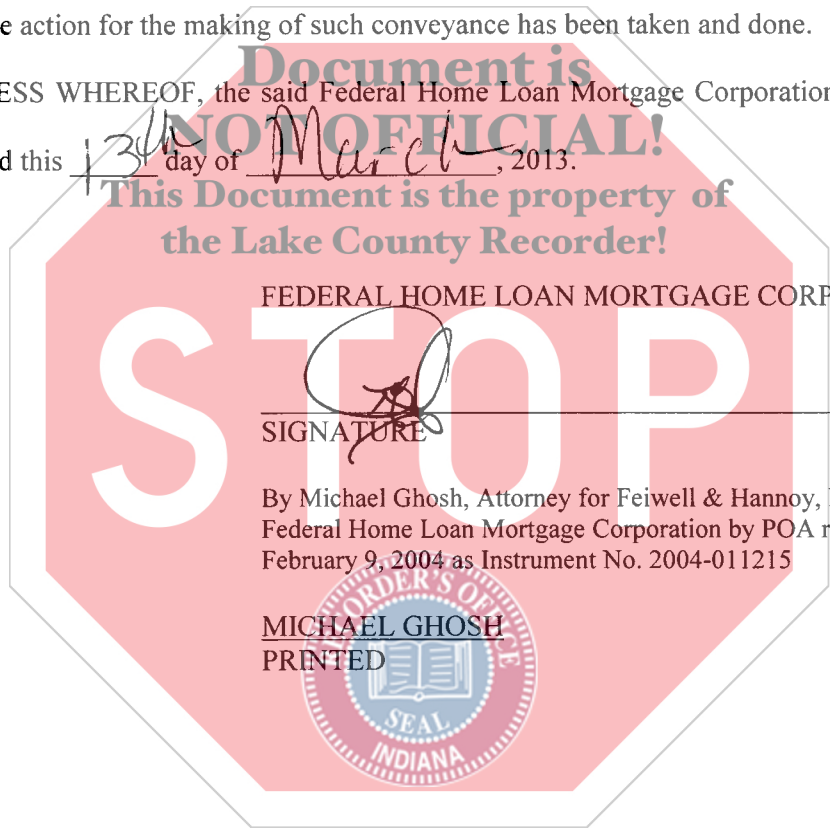 e action for the making of such conveyance has been taken and done.
Document is
ESS WHEREOF, the said Federal Home Loan Mortgage Corporation
NOT OFFICIAL!
d this 13th day of March, 2013.
This Document is the property of
the Lake County Recorder!
FEDERAL HOME LOAN MORTGAGE CORP
STOP
SIGNATURE
By Michael Ghosh, Attorney for Feiwell & Hannoy,
Federal Home Loan Mortgage Corporation by POA r
February 9, 2004 as Instrument No. 2004-011215
RECORDER'S OFFICE
MICHAEL GHOSH
PRINTED
SEAL
INDIANA